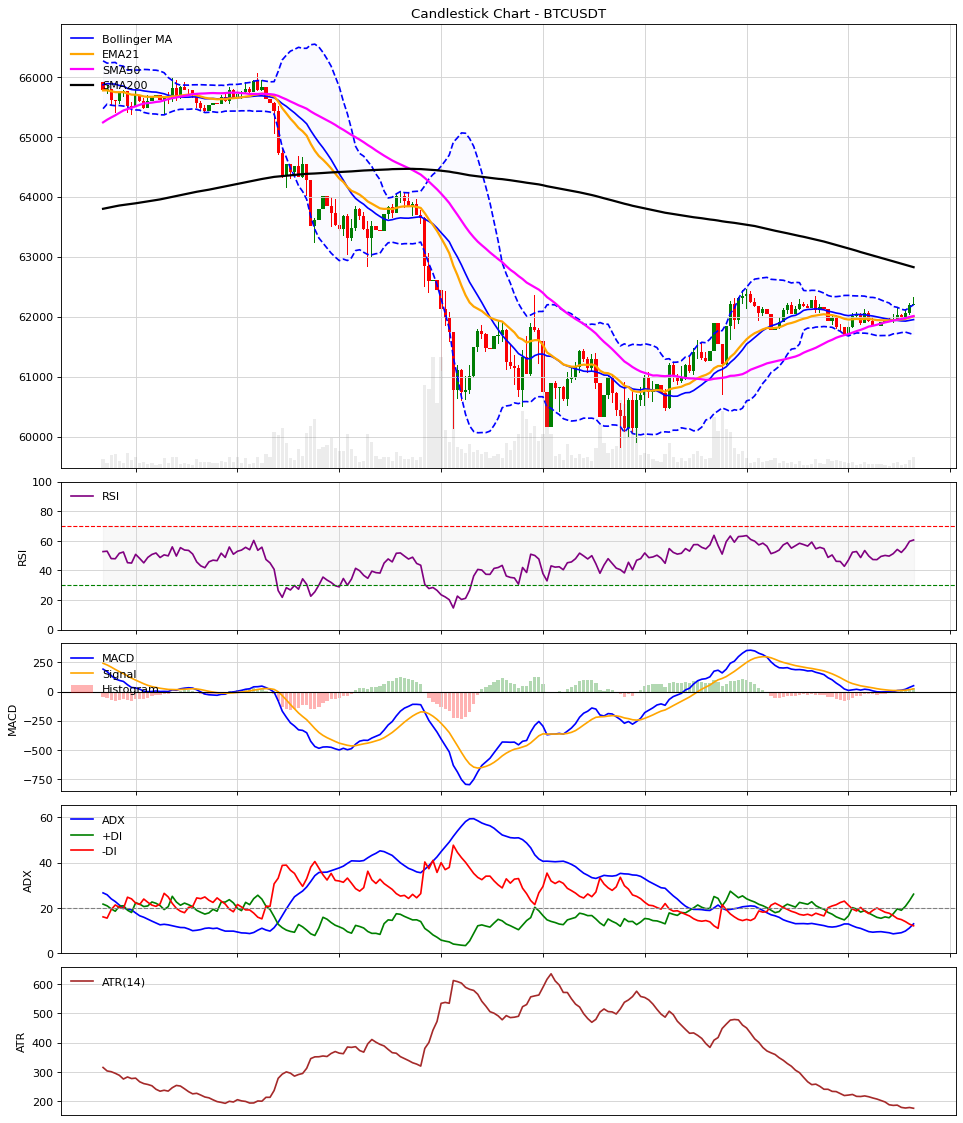 Candlestick Chart - BTCUSDT
Bollinger MA
EMA21
SMA50
SMA200
66000
65000
64000
63000
62000
61000
60000
RSI
RSI
100
80
60
40
20
0
MACD
Signal
Histogram
MACD
250
0
−250
−500
−750
ADX
+DI
-DI
ADX
60
40
20
0
ATR(14)
ATR
600
500
400
300
200